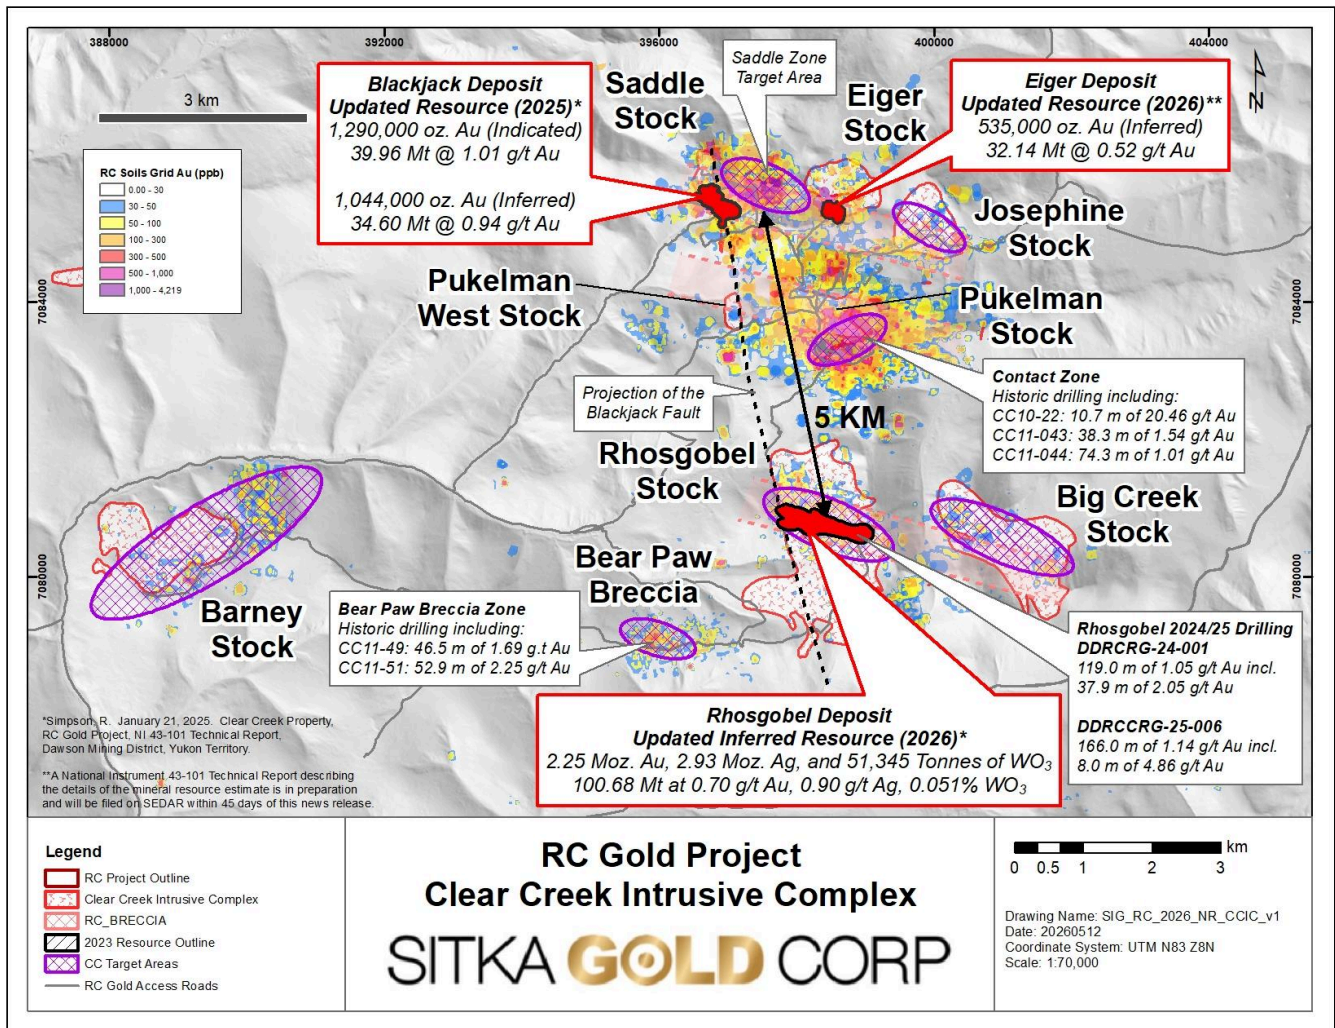 388000
392000
396000
400000
404000
3 km
RC Soils Grid Au (ppb)
0.00 - 30
30 - 50
50 - 100
100 - 300
300 - 500
500 - 1,000
1,000 - 4,219
Blackjack Deposit
Updated Resource (2025)*
1,290,000 oz. Au (Indicated)
39.96 Mt @ 1.01 g/t Au
1,044,000 oz. Au (Inferred)
34.60 Mt @ 0.94 g/t Au
Saddle
Stock
Saddle Zone
Target Area
Eiger
Stock
Eiger Deposit
Updated Resource (2026)**
535,000 oz. Au (Inferred)
32.14 Mt @ 0.52 g/t Au
N
Josephine
Stock
7084000
7084000
Pukelman
West Stock
Pukelman
Stock
Contact Zone
Historic drilling including:
CC10-22: 10.7 m of 20.46 g/t Au
CC11-043: 38.3 m of 1.54 g/t Au
CC11-044: 74.3 m of 1.01 g/t Au
Projection of the
Blackjack Fault
5 KM
Rhosgobel
Stock
Big Creek
Stock
7080000
7080000
Barney
Stock
Bear Paw
Breccia
Bear Paw Breccia Zone
Historic drilling including:
CC11-49: 46.5 m of 1.69 g.t Au
CC11-51: 52.9 m of 2.25 g/t Au
Rhosgobel 2024/25 Drilling
DDRCRG-24-001
119.0 m of 1.05 g/t Au incl.
37.9 m of 2.05 g/t Au
DDRCCRG-25-006
166.0 m of 1.14 g/t Au incl.
8.0 m of 4.86 g/t Au
Rhosgobel Deposit
Updated Inferred Resource (2026)*
2.25 Moz. Au, 2.93 Moz. Ag, and 51,345 Tonnes of WO₃
100.68 Mt at 0.70 g/t Au, 0.90 g/t Ag, 0.051% WO₃
*Simpson, R. January 21, 2025. Clear Creek Property,
RC Gold Project, NI 43-101 Technical Report,
Dawson Mining District, Yukon Territory.
**A National Instrument 43-101 Technical Report describing
the details of the mineral resource estimate is in preparation
and will be filed on SEDAR within 45 days of this news release.
Legend
RC Project Outline
Clear Creek Intrusive Complex
RC_BRECCIA
2023 Resource Outline
CC Target Areas
RC Gold Access Roads
RC Gold Project
Clear Creek Intrusive Complex
SITKA GOLD CORP
km
0 0.5 1 2 3
Drawing Name: SIG_RC_2026_NR_CCIC_v1
Date: 20260512
Coordinate System: UTM N83 Z8N
Scale: 1:70,000